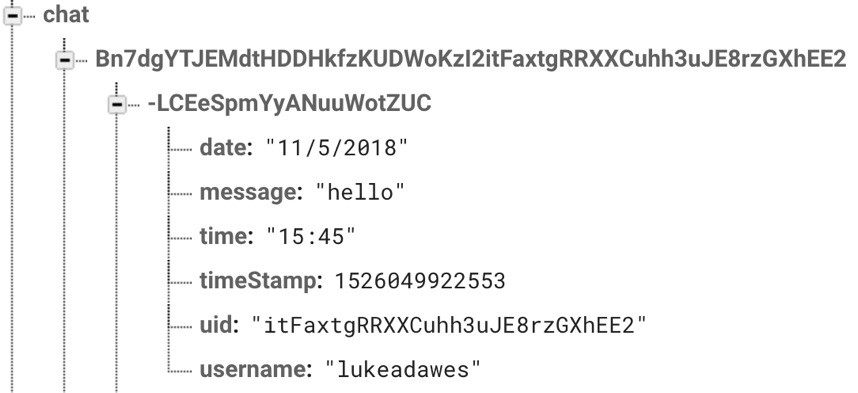 chat
Bn7dgYTJEMdtHDDHkfzKUDWoKzI2itFaxtgRRXXCuhh3uJE8rzGXhEE2
-LCEeSpmYyANuuWotZUC
date: "11/5/2018"
message: "hello"
time: "15:45"
timeStamp: 1526049922553
uid: "itFaxtgRRXXCuhh3uJE8rzGXhEE2"
username: "lukeadawes"